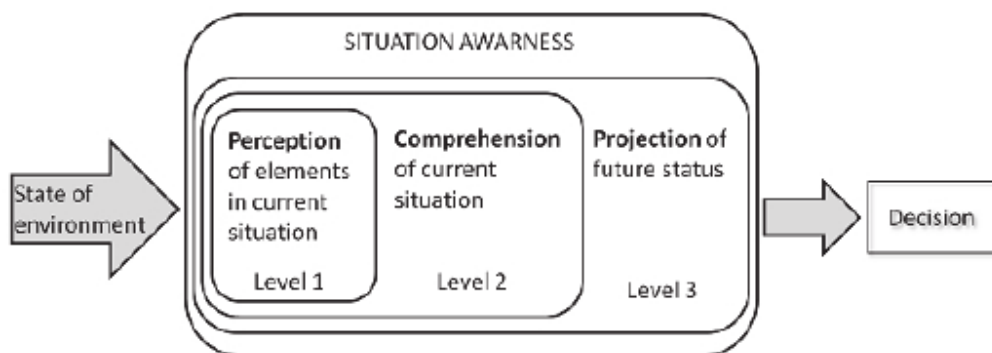 SITUATION AWARNESS
State of
environment
Perception
of elements
in current
situation
Level 1
Comprehension
of current
situation
Level 2
Projection of
future status
Level 3
Decision